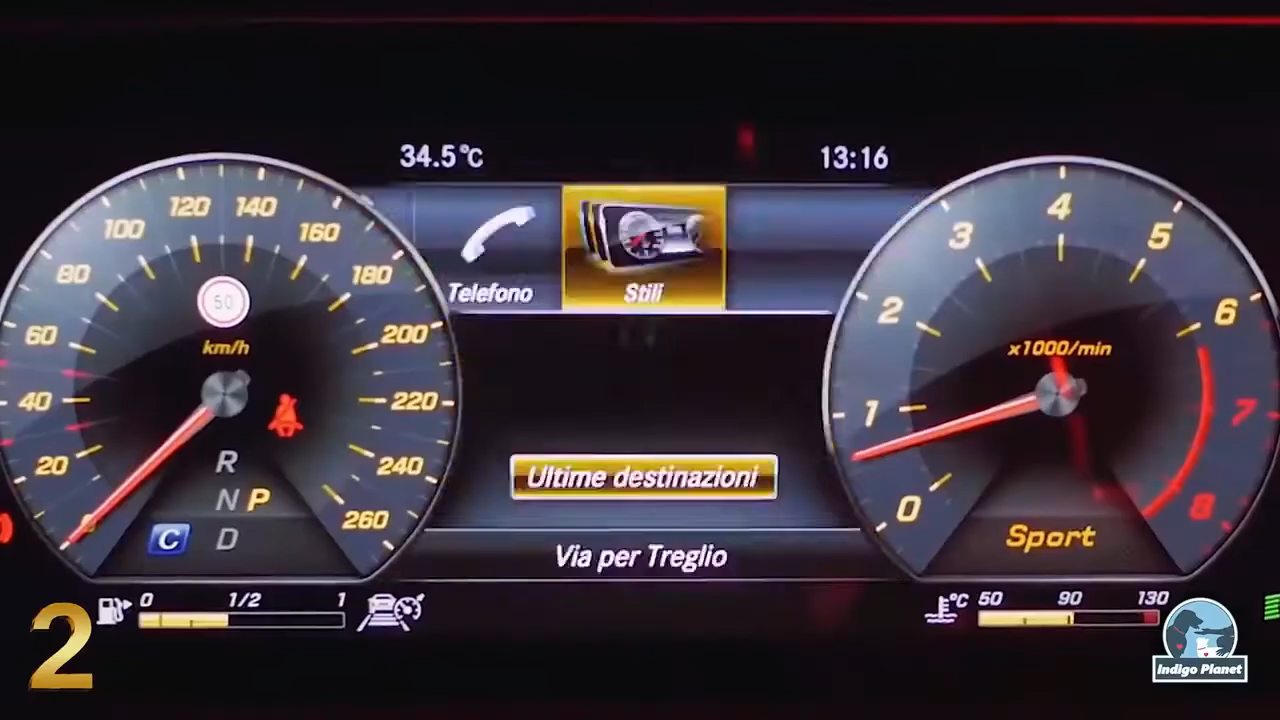 34.5°C
13:16
Telefono
Stili
20
40
60
80
100
120
140
160
180
200
220
240
260
50
km/h
R
N P
C D
0
1
2
3
4
5
6
7
8
x1000/min
Sport
Ultime destinazioni
Via per Treglio
0 1/2 1
°C 50 90 130
2
Indigo Planet